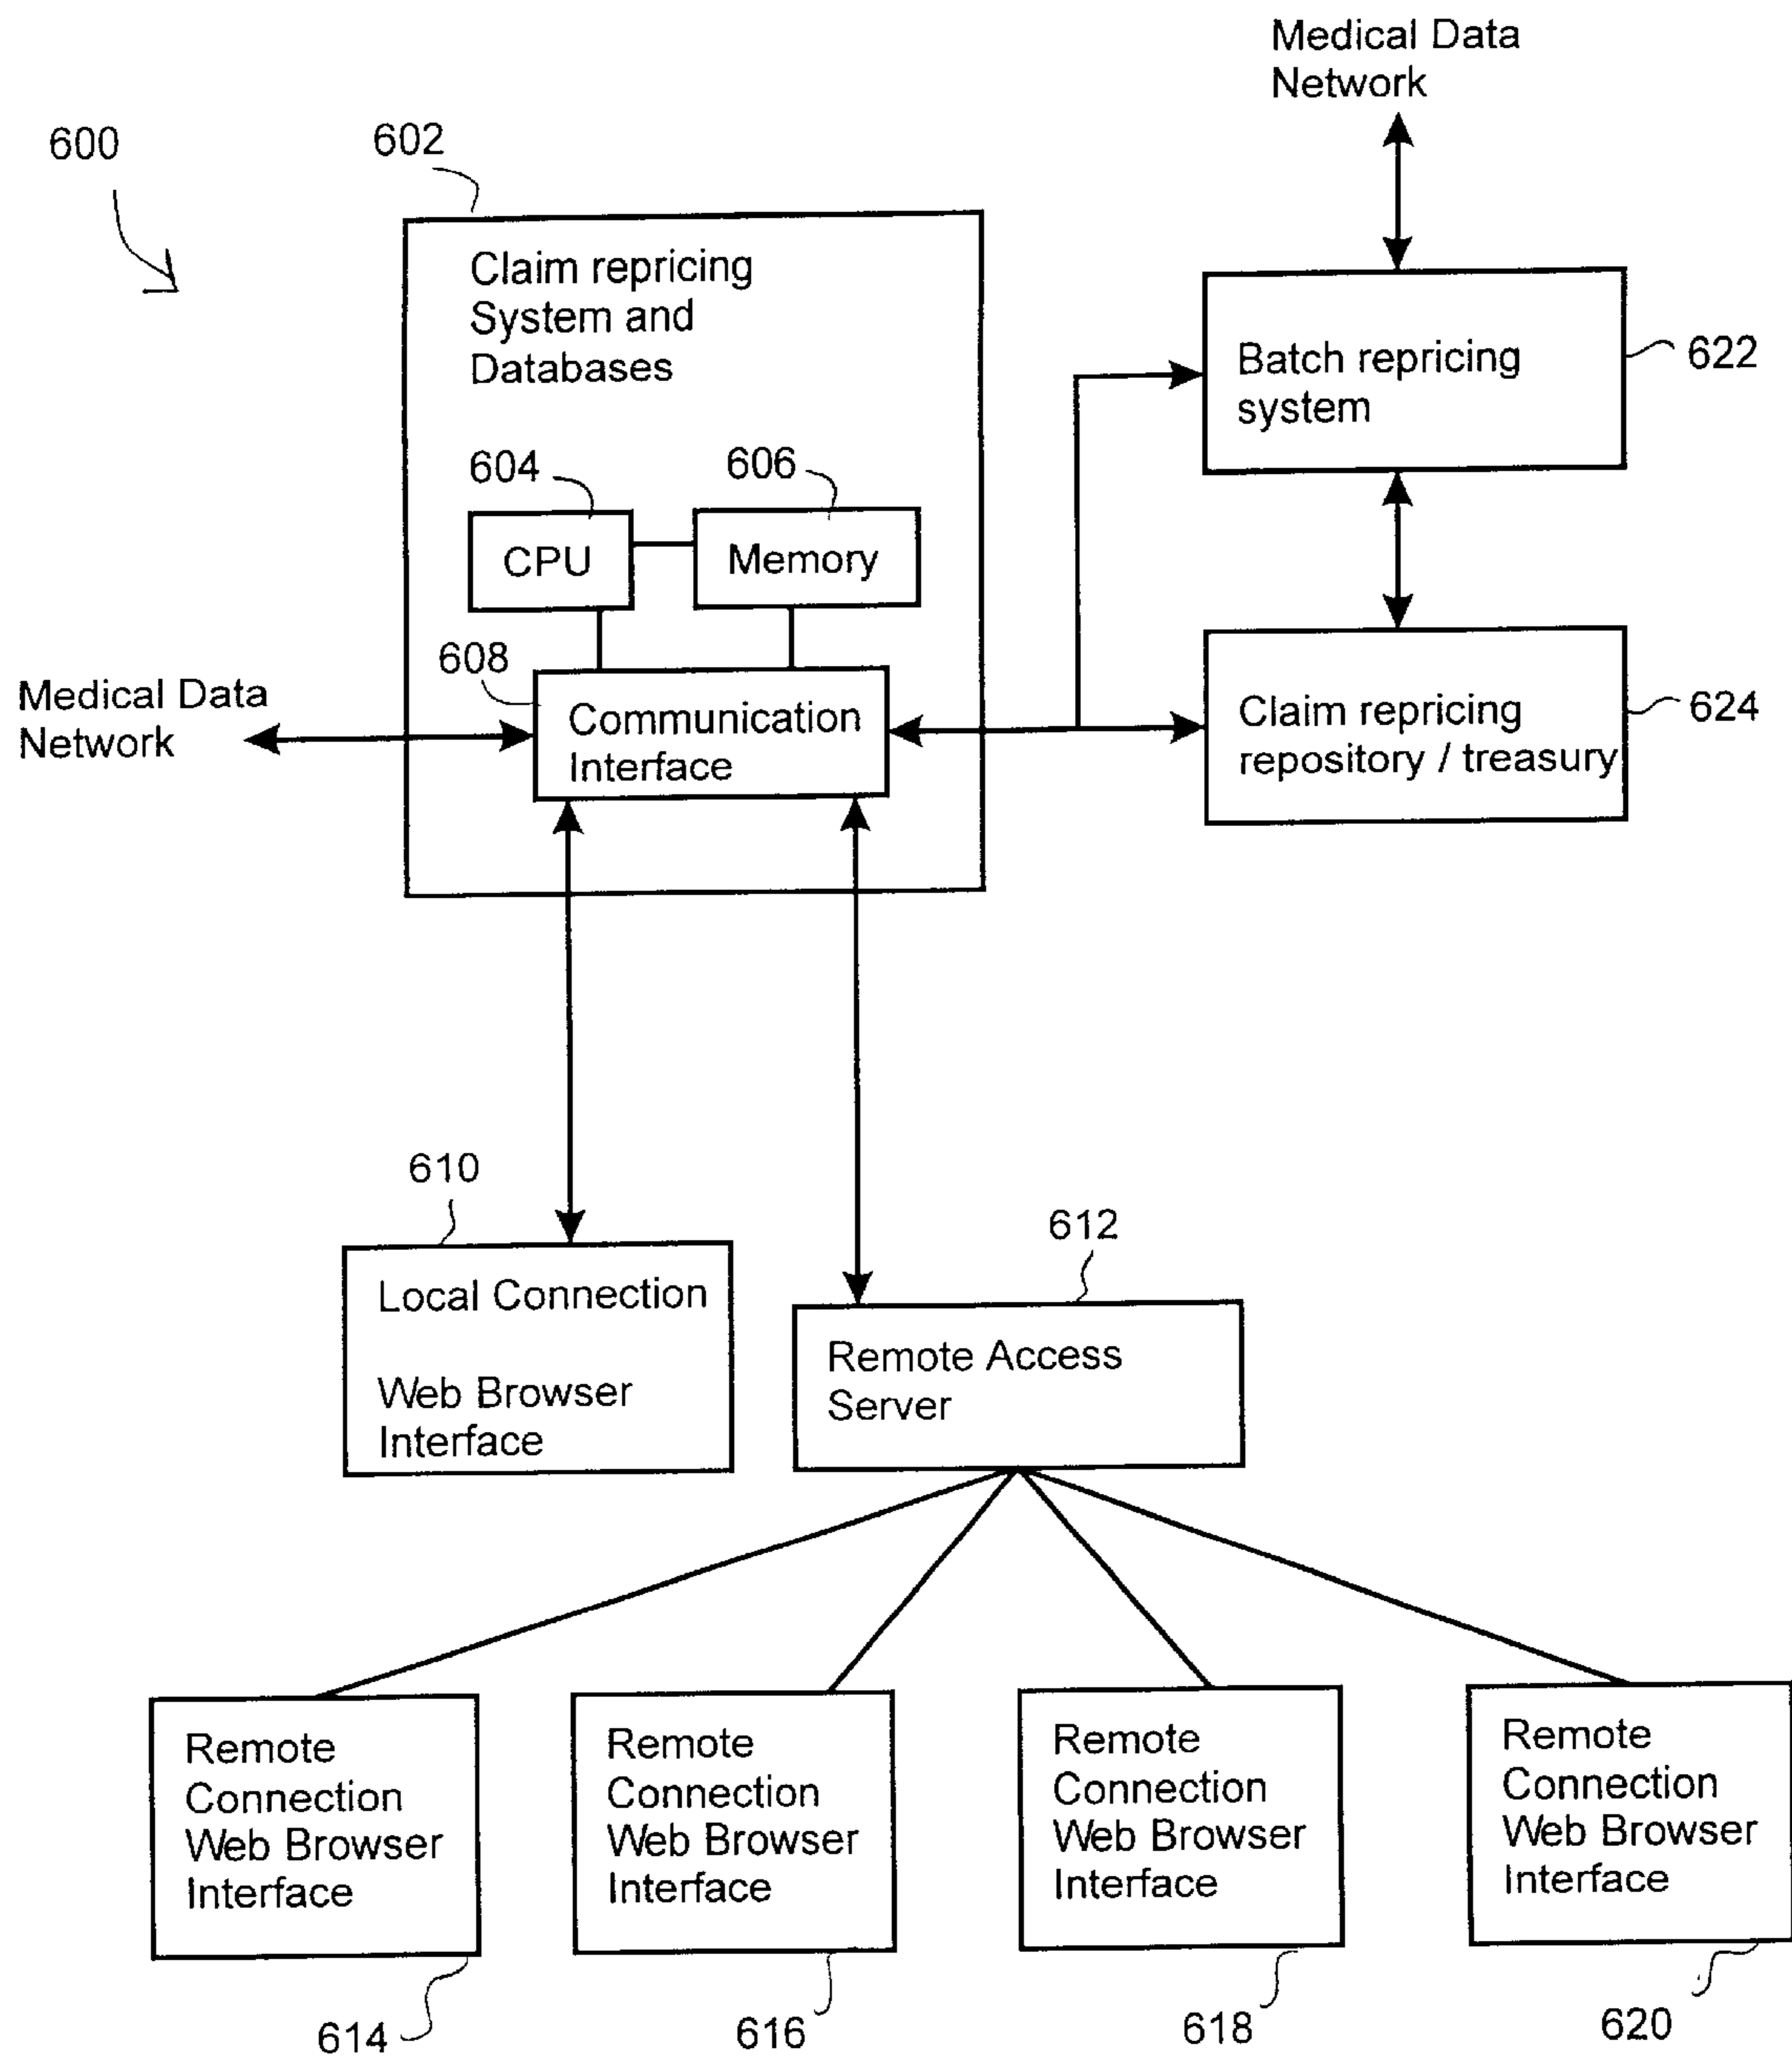 Medical Data
Network
600
602
Claim repricing
System and
Databases
Batch repricing
system
622
604
606
CPU
Memory
608
Medical Data
Network
Communication
Interface
Claim repricing
repository / treasury
624
610
612
Local Connection
Web Browser
Interface
Remote Access
Server
Remote
Connection
Web Browser
Interface
Remote
Connection
Web Browser
Interface
Remote
Connection
Web Browser
Interface
Remote
Connection
Web Browser
Interface
614
616
618
620